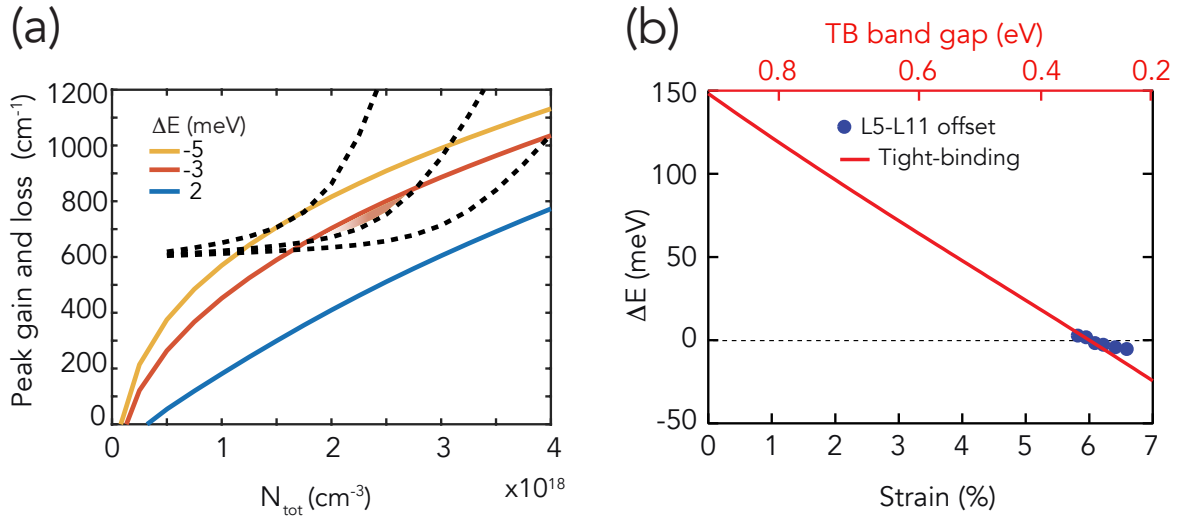 (a)
1200
1000
800
600
400
200
0
Peak gain and loss (cm-1)
ΔE (meV)
-5
-3
2
0
1
2
3
4
Ntot(cm-3)
x10^18
(b)
TB band gap (eV)
0.8
0.6
0.4
0.2
150
100
50
0
-50
ΔE (meV)
L5-L11 offset
Tight-binding
0
1
2
3
4
5
6
7
Strain (%)